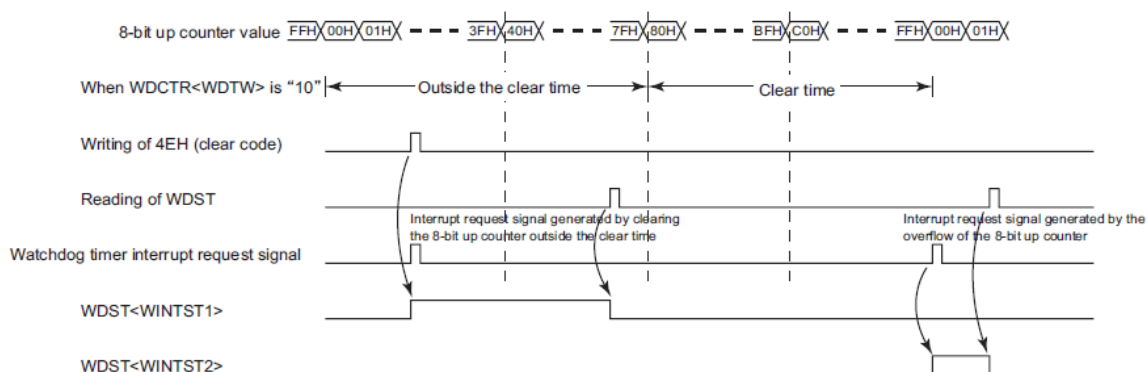 8-bit up counter value FFH 00H 01H 3FH 40H 7FH 80H BFH C0H FFH 00H 01H
When WDCTR<WDTW> is “10” Outside the clear time Clear time
Writing of 4EH (clear code)
Reading of WDST
Interrupt request signal generated by clearing
the 8-bit up counter outside the clear time
Interrupt request signal generated by the
overflow of the 8-bit up counter
Watchdog timer interrupt request signal
WDST<WINTST1>
WDST<WINTST2>